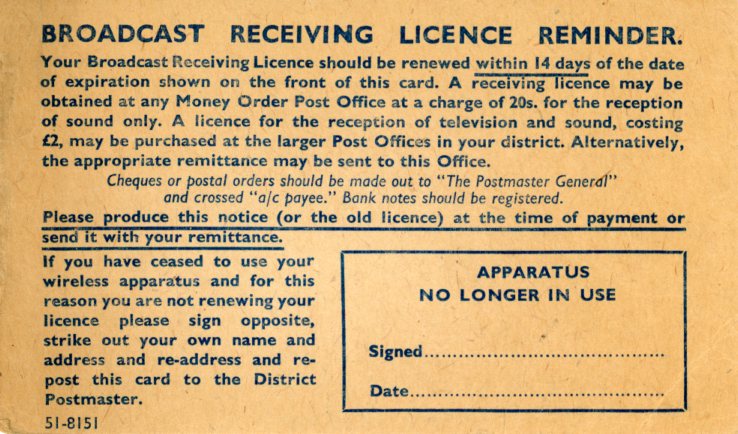 BROADCAST RECEIVING LICENCE REMINDER.
Your Broadcast Receiving Licence should be renewed within 14 days of the date
of expiration shown on the front of this card. A receiving licence may be
obtained at any Money Order Post Office at a charge of 20s. for the reception
of sound only. A licence for the reception of television and sound, costing
£2, may be purchased at the larger Post Offices in your district. Alternatively,
the appropriate remittance may be sent to this Office.
Cheques or postal orders should be made out to "The Postmaster General"
and crossed "a/c payee." Bank notes should be registered.
Please produce this notice (or the old licence) at the time of payment or
send it with your remittance.
If you have ceased to use your
wireless apparatus and for this
reason you are not renewing your
licence please sign opposite,
strike out your own name and
address and re-address and re-
post this card to the District
Postmaster.
51-8151
APPARATUS
NO LONGER IN USE
Signed........................................
Date...........................................